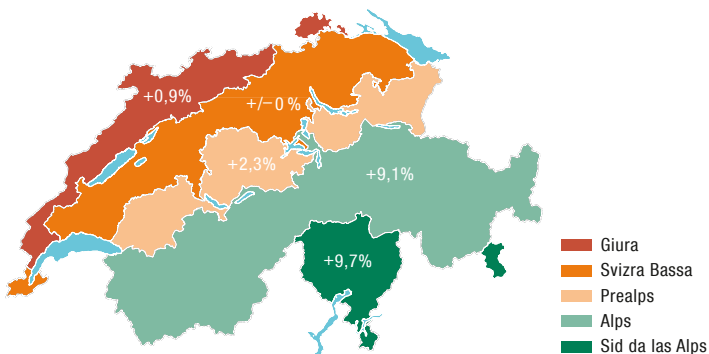 +0,9%
+/−0 %
+2,3%
+9,1%
+9,7%
Giura
Svizra Bassa
Prealps
Alps
Sid da las Alps